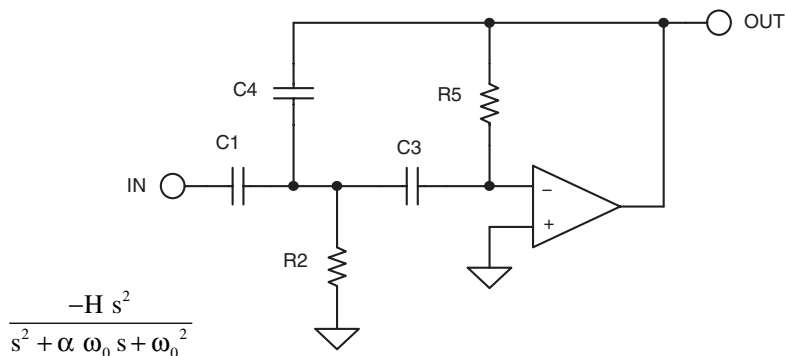 OUT
C4
R5
C1
C3
IN
−
+
R2
−H s²
s² + α ω₀ s + ω₀²